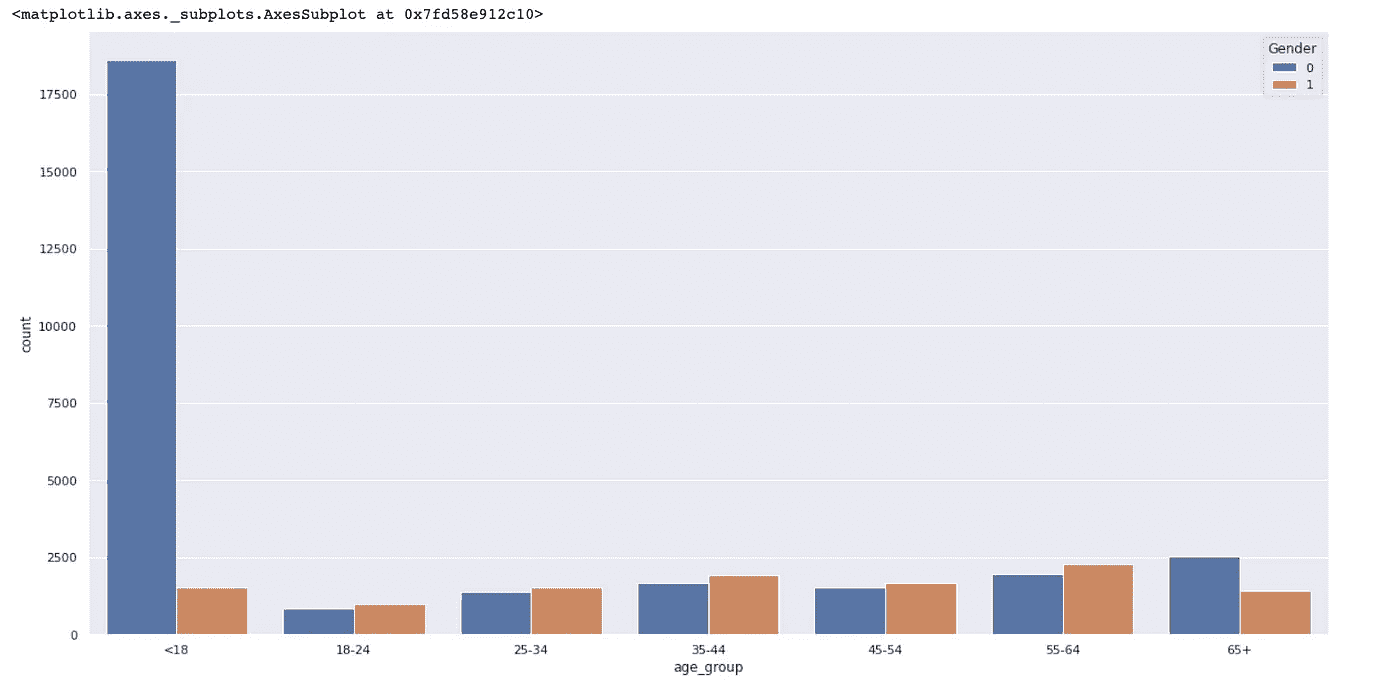 <matplotlib.axes._subplots.AxesSubplot at 0x7fd58e912c10>
Gender
0
1
17500
15000
12500
10000
7500
5000
2500
0
count
<18 18-24 25-34 35-44 45-54 55-64 65+
age_group